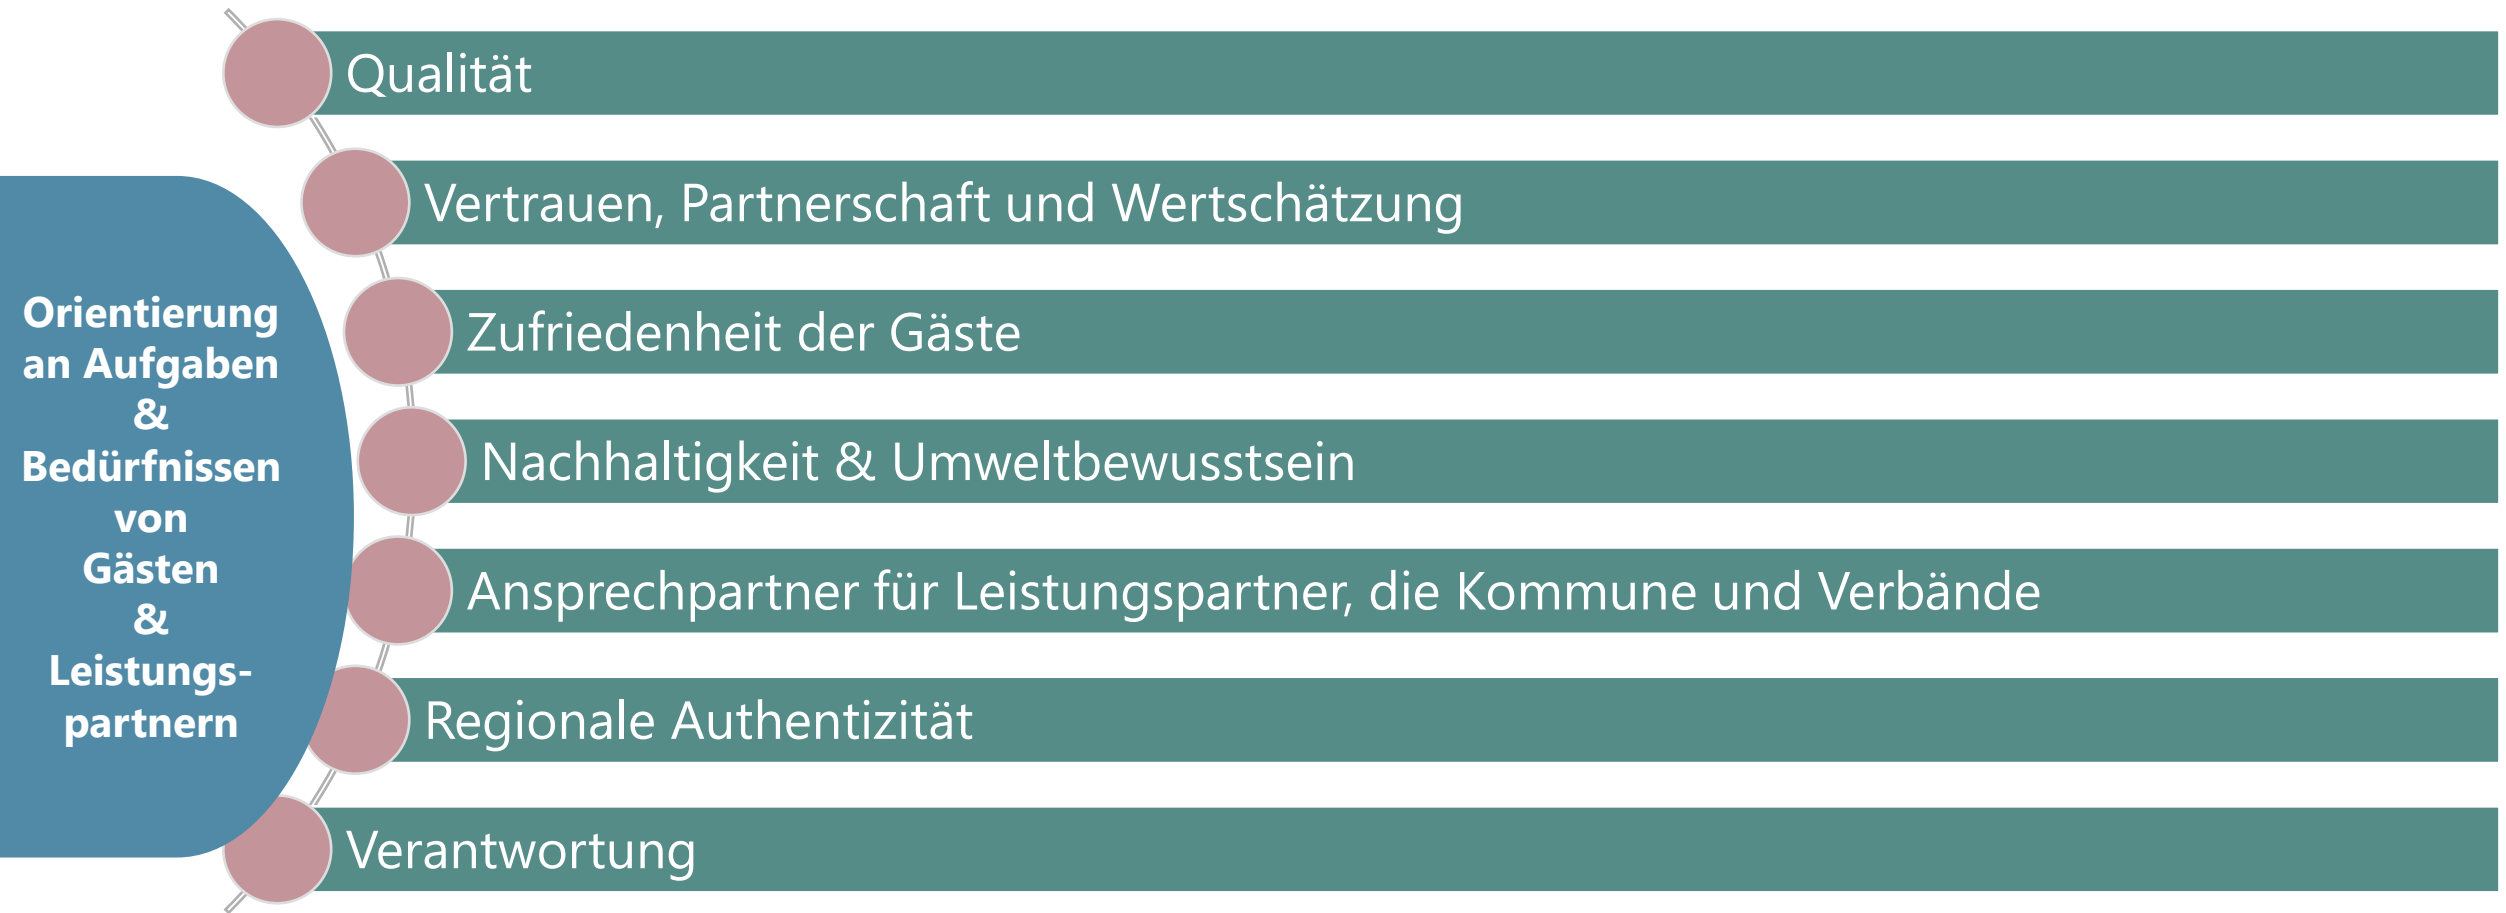 Orientierung
an Aufgaben
&
Bedürfnissen
von
Gästen
&
Leistungs-
partnern
Qualität
Vertrauen, Partnerschaft und Wertschätzung
Zufriedenheit der Gäste
Nachhaltigkeit & Umweltbewusstsein
Ansprechpartner für Leistungspartner, die Kommune und Verbände
Regionale Authentizität
Verantwortung